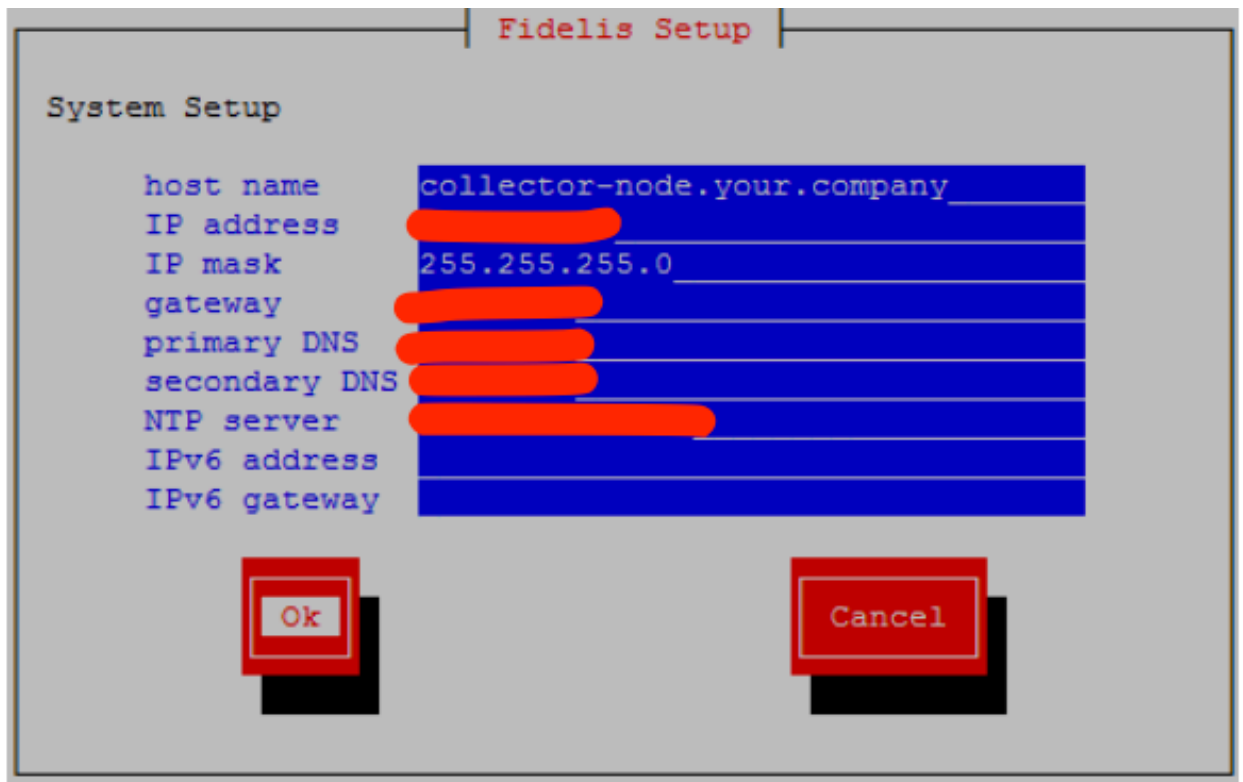 Fidelis Setup
System Setup
host name collector-node.your.company
IP address
IP mask 255.255.255.0
gateway
primary DNS
secondary DNS
NTP server
IPv6 address
IPv6 gateway
Ok Cancel